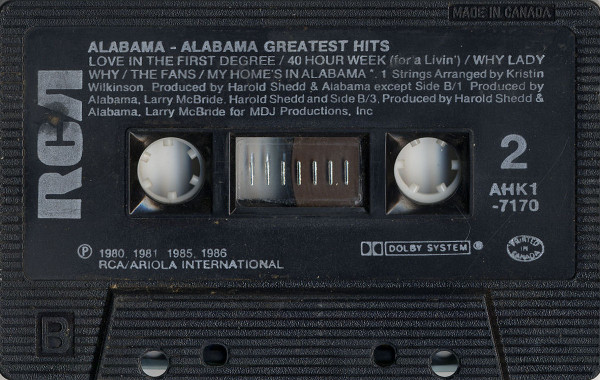 MADE IN CANADA
ALABAMA - ALABAMA GREATEST HITS
LOVE IN THE FIRST DEGREE / 40 HOUR WEEK (for a Livin') / WHY LADY
WHY / THE FANS / MY HOME'S IN ALABAMA *. 1 Strings Arranged by Kristin
Wilkinson. Produced by Harold Shedd & Alabama except Side B/1 Produced by
Alabama, Larry McBride. Harold Shedd and Side B/3, Produced by Harold Shedd &
Alabama, Larry McBride for MDJ Productions, Inc
RCA
2
AHK1
-7170
℗ 1980, 1981 1985, 1986
RCA/ARIOLA INTERNATIONAL
DOLBY SYSTEM ®
PRINTED
IN
CANADA
B